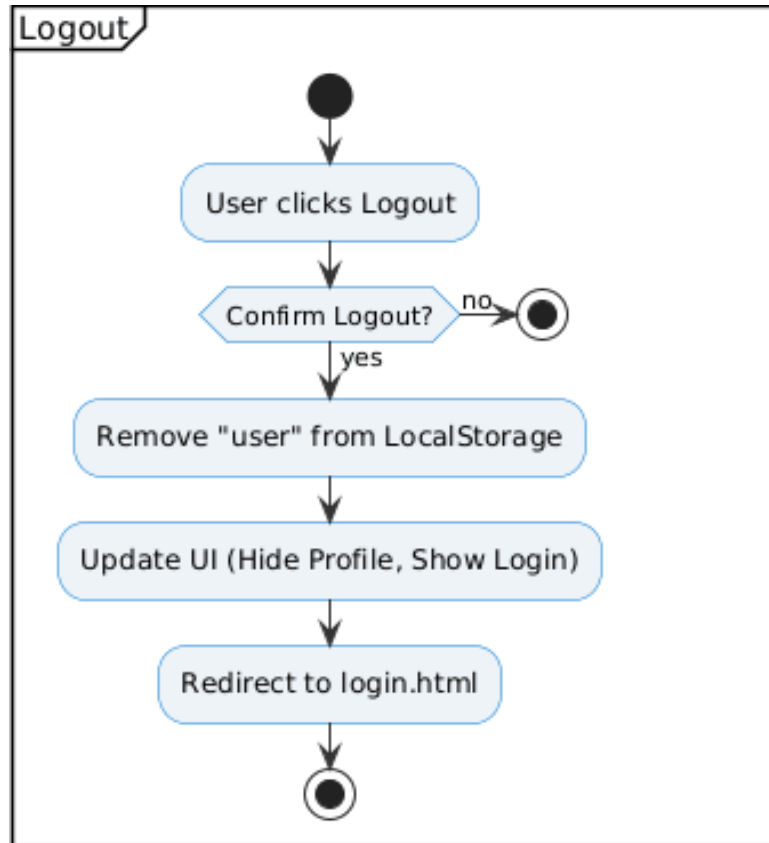 Logout
User clicks Logout
Confirm Logout?
no
yes
Remove "user" from LocalStorage
Update UI (Hide Profile, Show Login)
Redirect to login.html